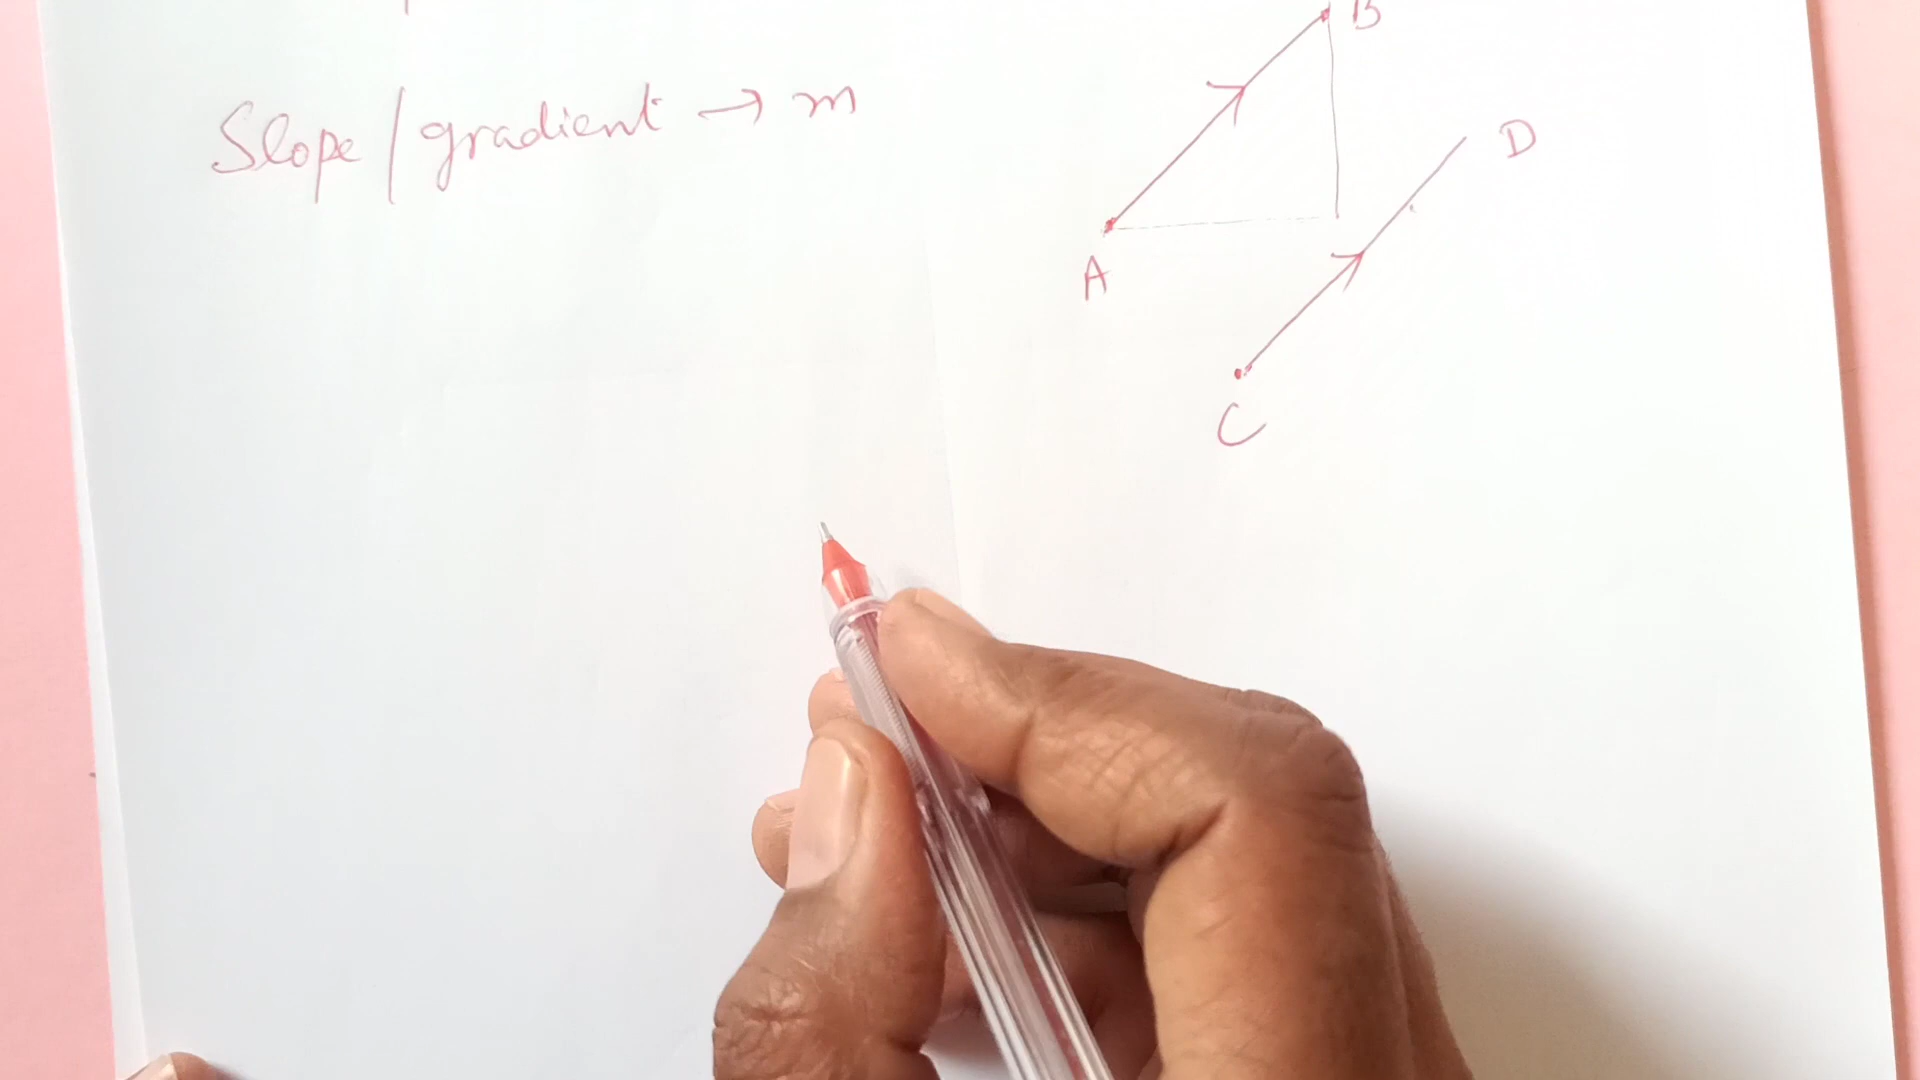 Slope / gradient → m
B
D
A
C